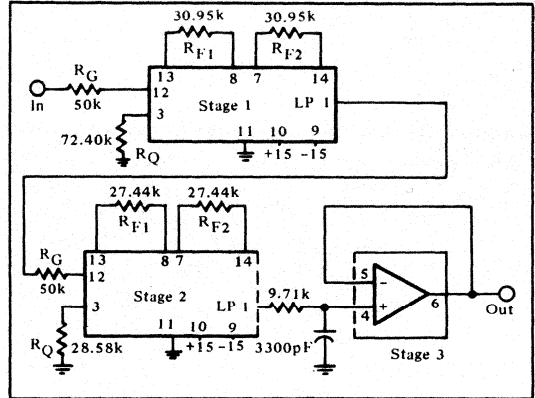 30.95k 30.95k
RF1 RF2
13 8 7 14
RG
12
In 50k
Stage 1 LP 1
3
72.40k
RQ
11 10 9
+15 -15
27.44k 27.44k
RF1 RF2
13 8 7 14
RG
12
50k
Stage 2
3
LP 1
9.71k
5 -
+
4
6
Out
RQ 28.58k
11 10 9
+15 -15
3300pF
Stage 3